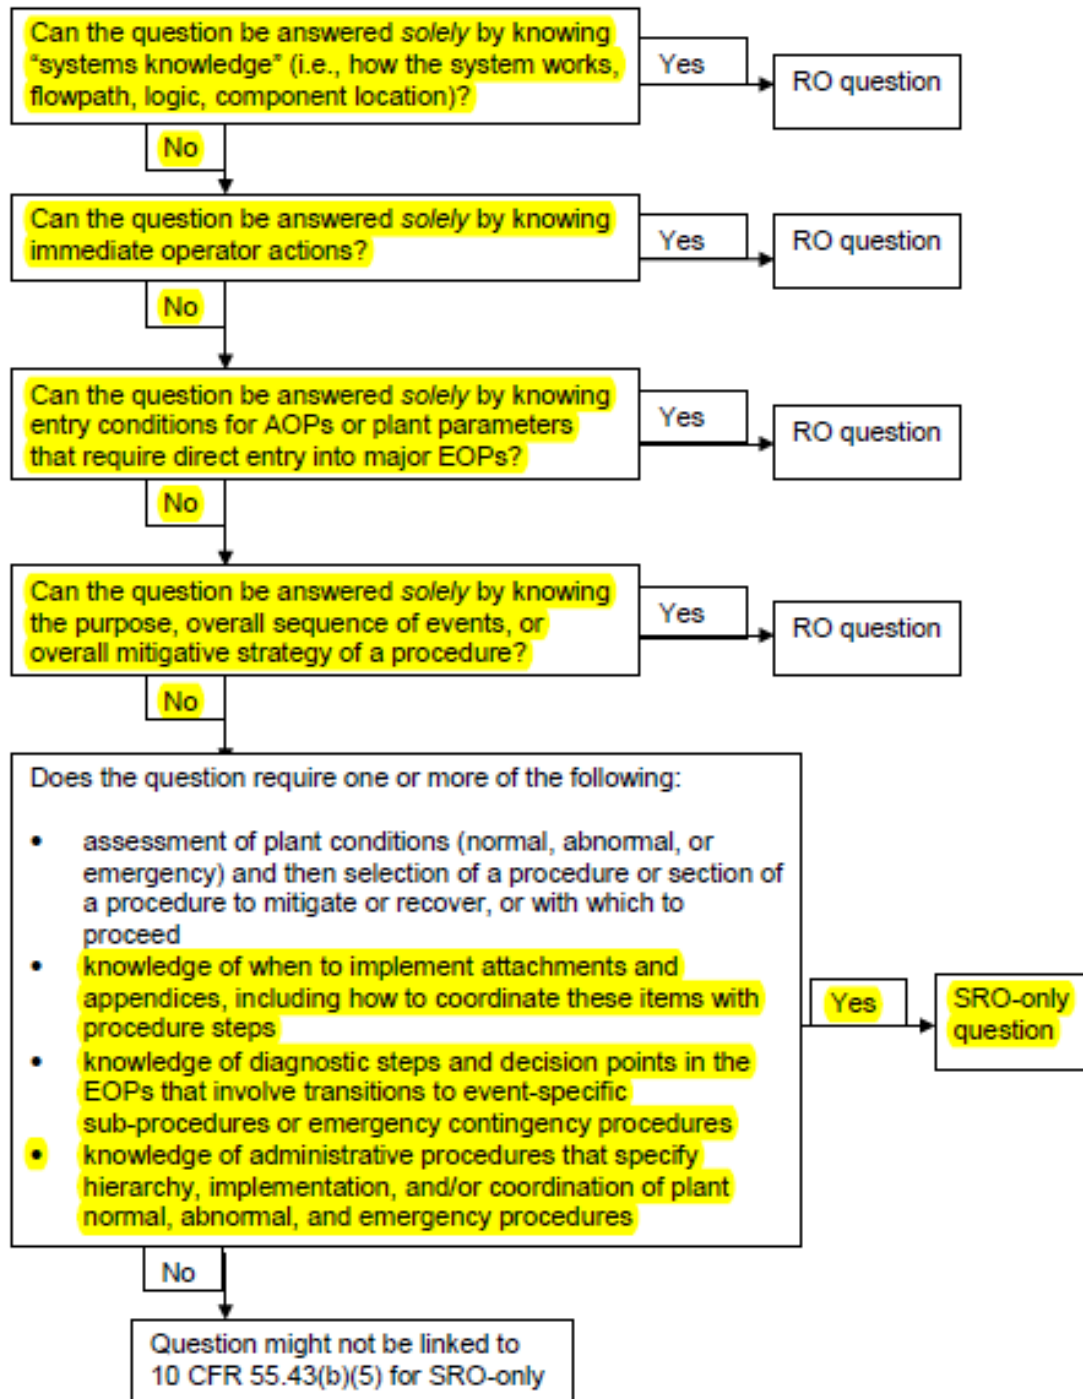 Can the question be answered solely by knowing
“systems knowledge” (i.e., how the system works,
flowpath, logic, component location)?
Yes
RO question
No
Can the question be answered solely by knowing
immediate operator actions?
Yes
RO question
No
Can the question be answered solely by knowing
entry conditions for AOPs or plant parameters
that require direct entry into major EOPs?
Yes
RO question
No
Can the question be answered solely by knowing
the purpose, overall sequence of events, or
overall mitigative strategy of a procedure?
Yes
RO question
No
Does the question require one or more of the following:
• assessment of plant conditions (normal, abnormal, or
emergency) and then selection of a procedure or section of
a procedure to mitigate or recover, or with which to
proceed
• knowledge of when to implement attachments and
appendices, including how to coordinate these items with
procedure steps
• knowledge of diagnostic steps and decision points in the
EOPs that involve transitions to event-specific
sub-procedures or emergency contingency procedures
• knowledge of administrative procedures that specify
hierarchy, implementation, and/or coordination of plant
normal, abnormal, and emergency procedures
Yes
SRO-only
question
No
Question might not be linked to
10 CFR 55.43(b)(5) for SRO-only